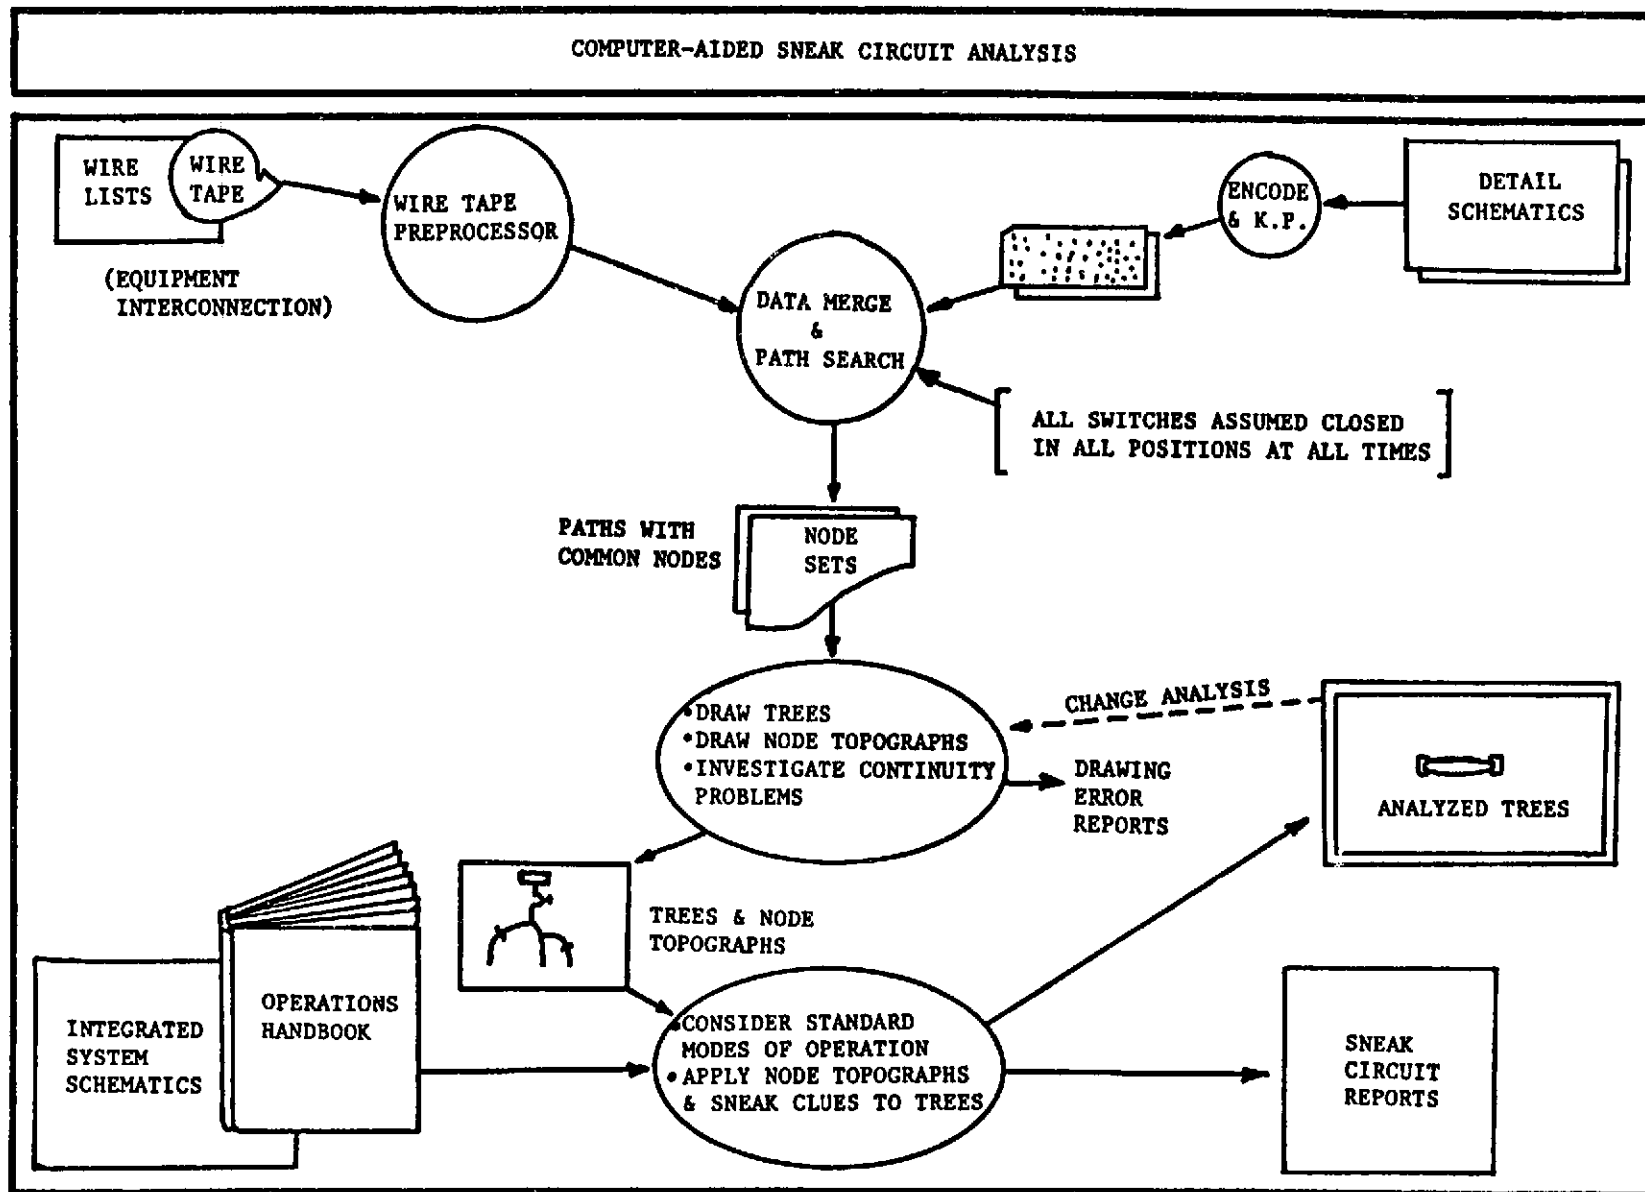 COMPUTER-AIDED SNEAK CIRCUIT ANALYSIS
WIRE
LISTS
WIRE
TAPE
(EQUIPMENT
INTERCONNECTION)
WIRE TAPE
PREPROCESSOR
DATA MERGE
&
PATH SEARCH
ENCODE
& K.P.
DETAIL
SCHEMATICS
ALL SWITCHES ASSUMED CLOSED
IN ALL POSITIONS AT ALL TIMES
PATHS WITH
COMMON NODES
NODE
SETS
•DRAW TREES
•DRAW NODE TOPOGRAPHS
•INVESTIGATE CONTINUITY
PROBLEMS
CHANGE ANALYSIS
DRAWING
ERROR
REPORTS
ANALYZED TREES
TREES & NODE
TOPOGRAPHS
INTEGRATED
SYSTEM
SCHEMATICS
OPERATIONS
HANDBOOK
•CONSIDER STANDARD
MODES OF OPERATION
•APPLY NODE TOPOGRAPHS
& SNEAK CLUES TO TREES
SNEAK
CIRCUIT
REPORTS